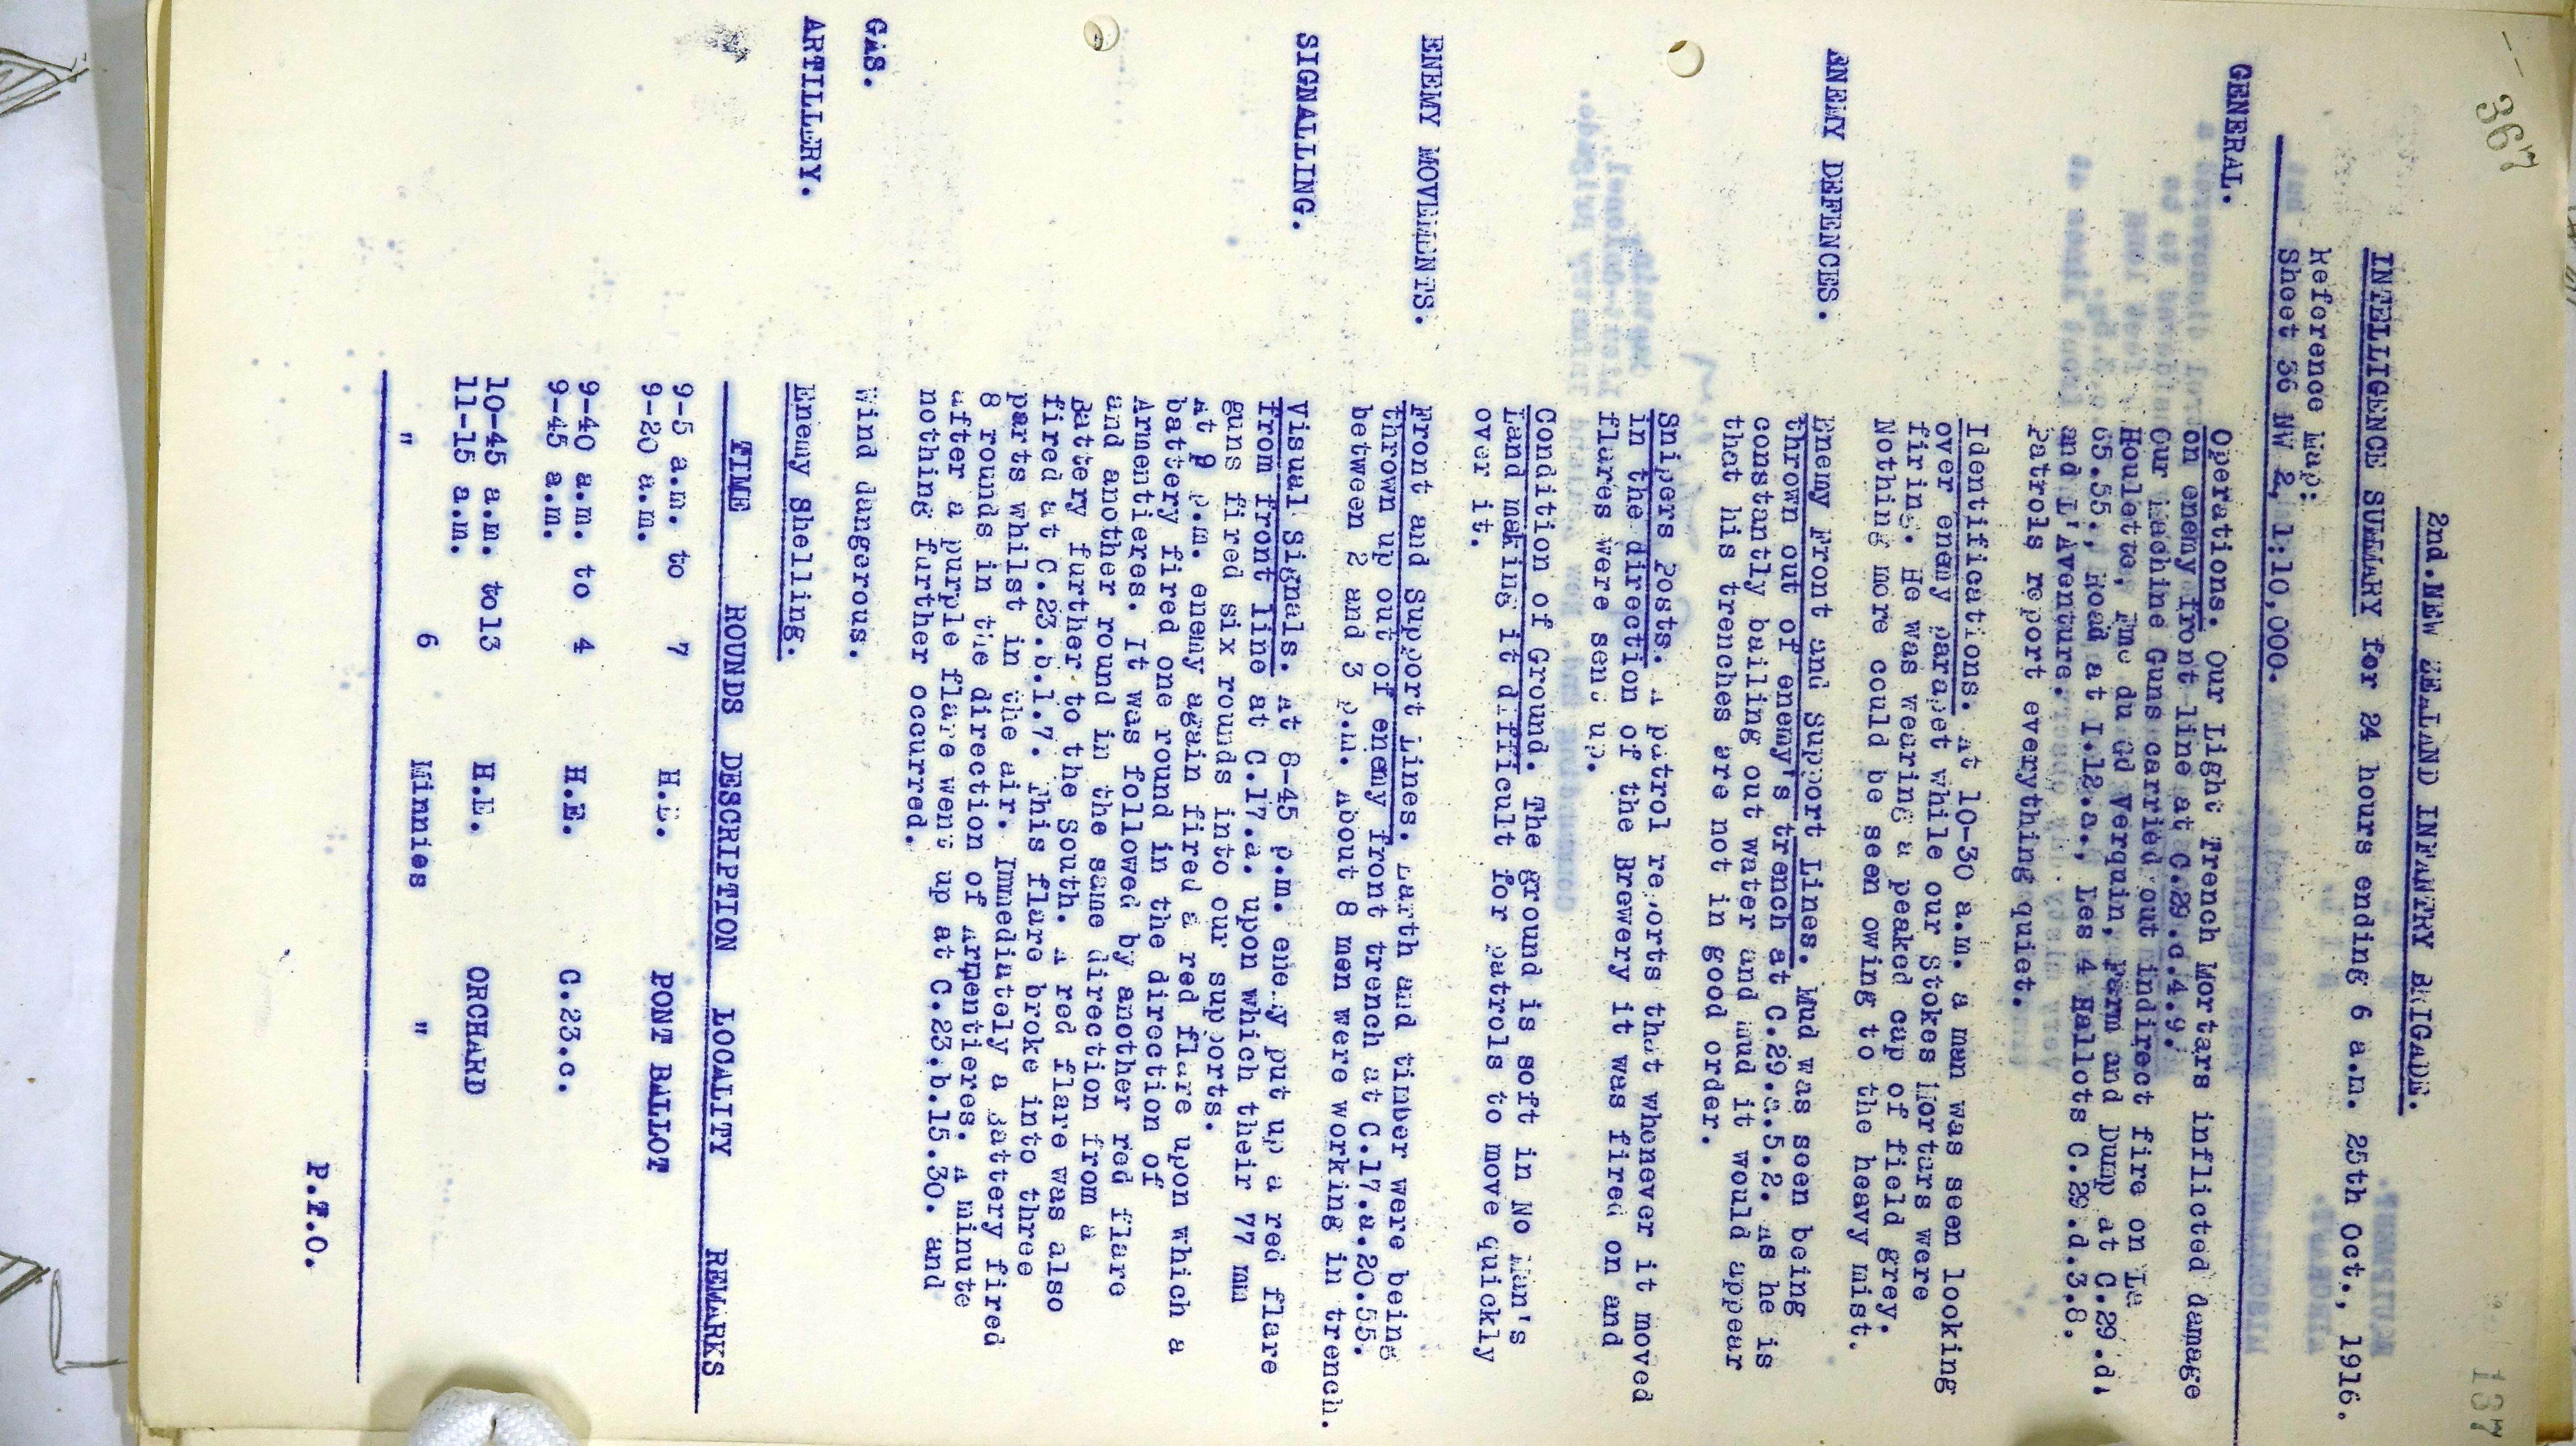 367
137
2nd. NEW ZEALAND INFANTRY BRIGADE.
INTELLIGENCE SUMMARY for 24 hours ending 6 a.m. 25th Oct., 1916.
Reference Map:
Sheet 36 NW 2, 1:10,000.
GENERAL.
Operations. Our Light Trench Mortars inflicted damage
on enemy front line at C.29.c.4.9.
Our Machine Guns carried out indirect fire on La
Houlette, Rue du Gd Verquin, Farm and Dump at C.29.d.
65.55., Road at I.12.a., Les 4 Hallots C.29.d.3.8.
and L'Aventure.
Patrols report everything quiet.
Identifications. At 10-30 a.m. a man was seen looking
over enemy parapet while our Stokes Mortars were
firing. He was wearing a peaked cup of field grey.
Nothing more could be seen owing to the heavy mist.
ENEMY DEFENCES.
Enemy Front and Support Lines. Mud was seen being
thrown out of enemy's trench at C.29.a.5.2. As he is
constantly bailing out water and mud it would appear
that his trenches are not in good order.
Snipers Posts. A patrol reports that whenever it moved
in the direction of the Brewery it was fired on and
flares were sent up.
Condition of Ground. The ground is soft in No Man's
Land making it difficult for patrols to move quickly
over it.
ENEMY MOVEMENTS.
Front and Support Lines. Earth and timber were being
thrown up out of enemy front trench at C.17.a.20.55.
between 2 and 3 p.m. About 8 men were working in trench.
SIGNALLING.
Visual Signals. At 8-45 p.m. enemy put up a red flare
from front line at C.17.a. upon which their 77 mm
guns fired six rounds into our supports.
At 9 p.m. enemy again fired a red flare upon which a
battery fired one round in the direction of
Armentieres. It was followed by another red flare
and another round in the same direction from a
Battery further to the South. A red flare was also
fired at C.23.b.1.7. This flare broke into three
parts whilst in the air. Immediately a Battery fired
8 rounds in the direction of Armentieres. A minute
after a purple flare went up at C.23.b.15.30. and
nothing further occurred.
GAS.
Wind dangerous.
ARTILLERY.
Enemy Shelling.
TIME ROUNDS DESCRIPTION LOCALITY REMARKS
9-5 a.m. to 7 H.E. PONT BALLOT
9-20 a.m.
9-40 a.m. to 4 H.E. C.23.c.
9-45 a.m.
10-45 a.m. to 13 H.E. ORCHARD
11-15 a.m.
" 6 Minnies "
P.T.O.